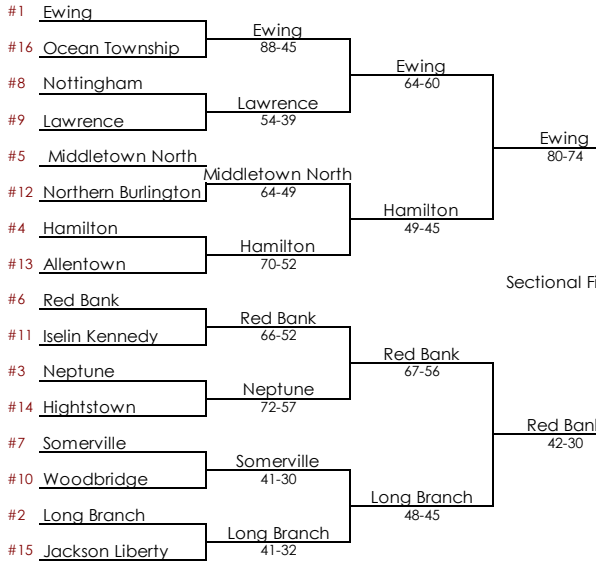 #1 Ewing
Ewing
88-45
#16 Ocean Township
Ewing
64-60
#8 Nottingham
Lawrence
54-39
#9 Lawrence
Ewing
80-74
#5 Middletown North
Middletown North
64-49
#12 Northern Burlington
Hamilton
49-45
#4 Hamilton
Hamilton
70-52
#13 Allentown
Sectional Fi
#6 Red Bank
Red Bank
66-52
#11 Iselin Kennedy
Red Bank
67-56
#3 Neptune
Neptune
72-57
#14 Hightstown
Red Bank
42-30
#7 Somerville
Somerville
41-30
#10 Woodbridge
Long Branch
48-45
#2 Long Branch
Long Branch
41-32
#15 Jackson Liberty